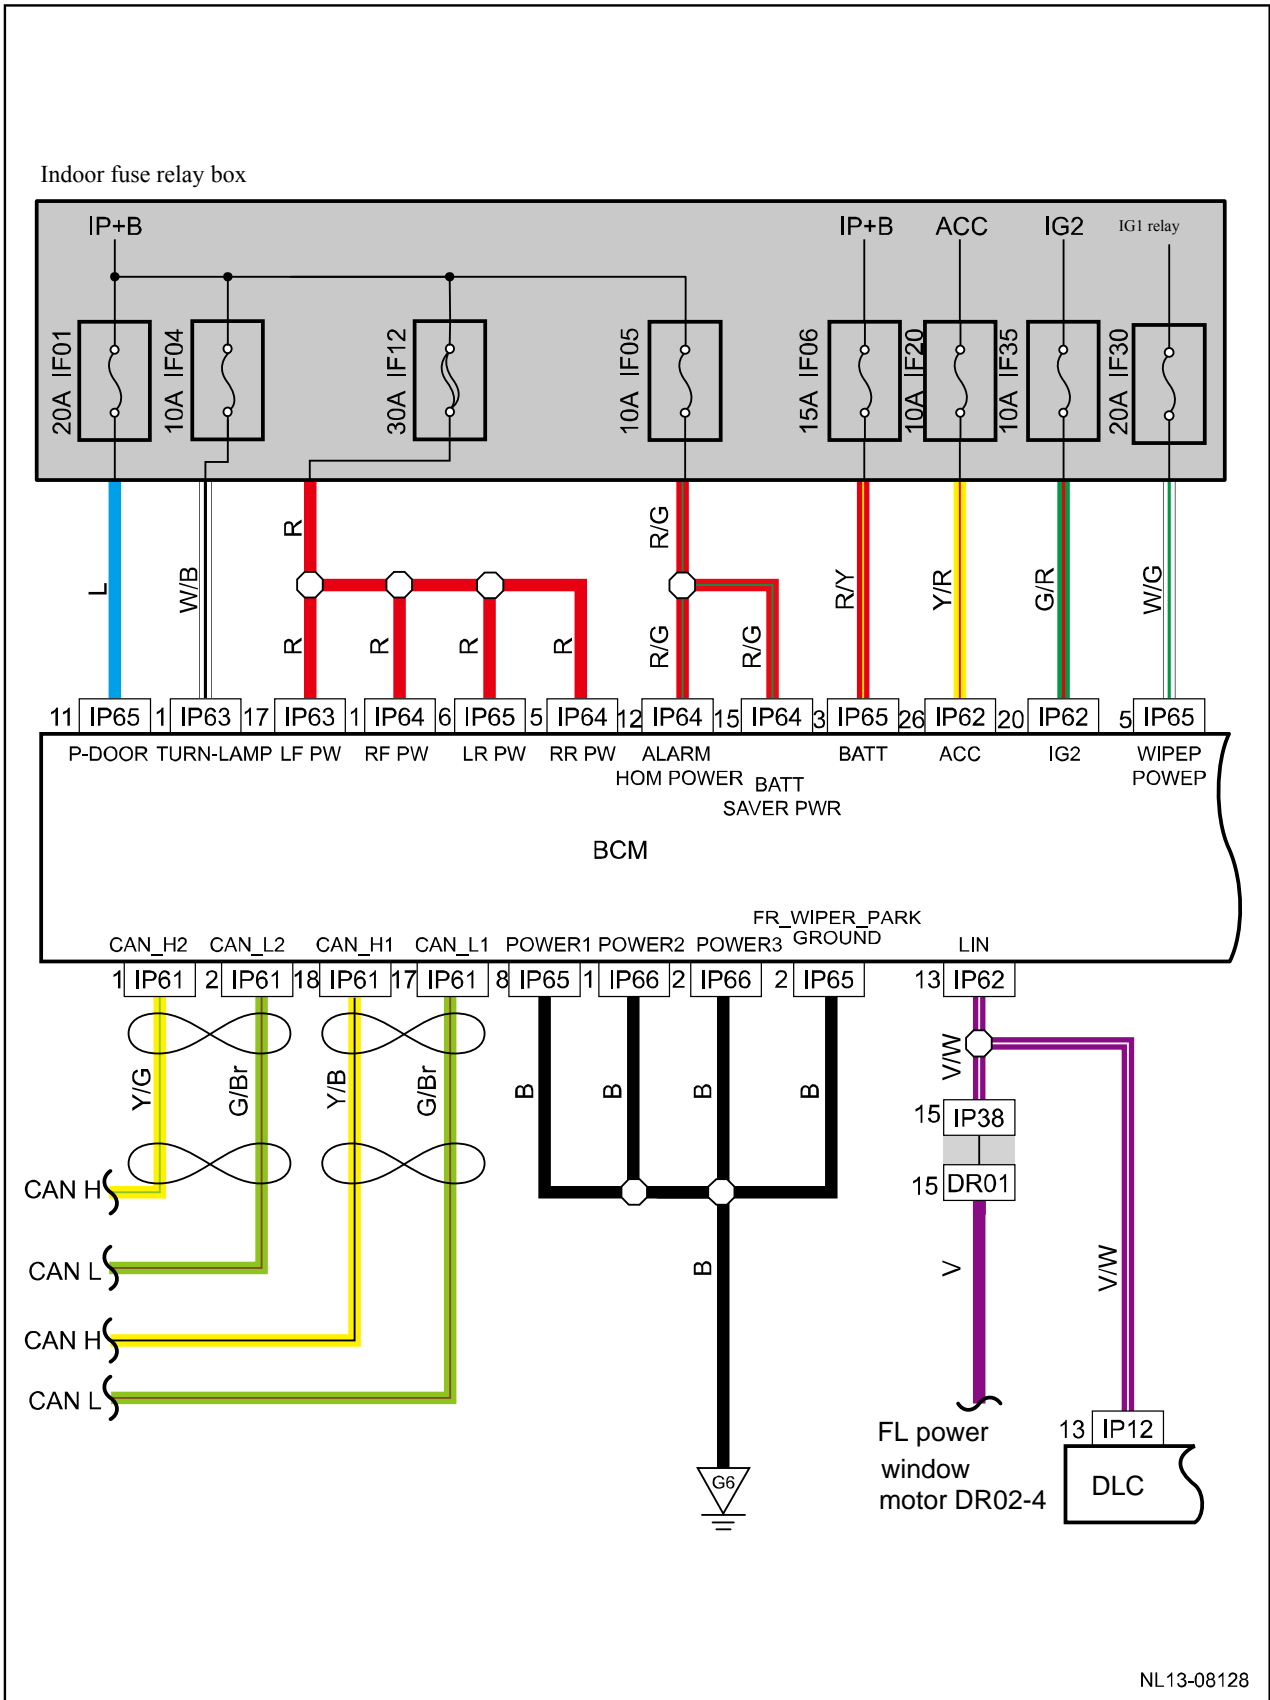 Indoor fuse relay box
IP+B IP+B ACC IG2 IG1 relay
20A IF01
10A IF04
30A IF12
10A IF05
15A IF06
10A IF20
10A IF35
20A IF30
L
W/B
R
R
R
R
R
R/G
R/G
R/G
R/Y
Y/R
G/R
W/G
11 IP65 1 IP63 17 IP63 1 IP64 6 IP65 5 IP64 12 IP64 15 IP64 3 IP65 26 IP62 20 IP62 5 IP65
P-DOOR TURN-LAMP LF PW RF PW LR PW RR PW ALARM BATT ACC IG2 WIPEP
HOM POWER BATT POWEP
SAVER PWR
BCM
FR_WIPER_PARK
CAN_H2 CAN_L2 CAN_H1 CAN_L1 POWER1 POWER2 POWER3 GROUND LIN
1 IP61 2 IP61 18 IP61 17 IP61 8 IP65 1 IP66 2 IP66 2 IP65 13 IP62
Y/G
G/Br
Y/B
G/Br
B
B
B
B
V/W
15 IP38
15 DR01
CAN H
CAN L
CAN H
CAN L
B
V
V/W
FL power
window
motor DR02-4
13 IP12
DLC
G6
NL13-08128